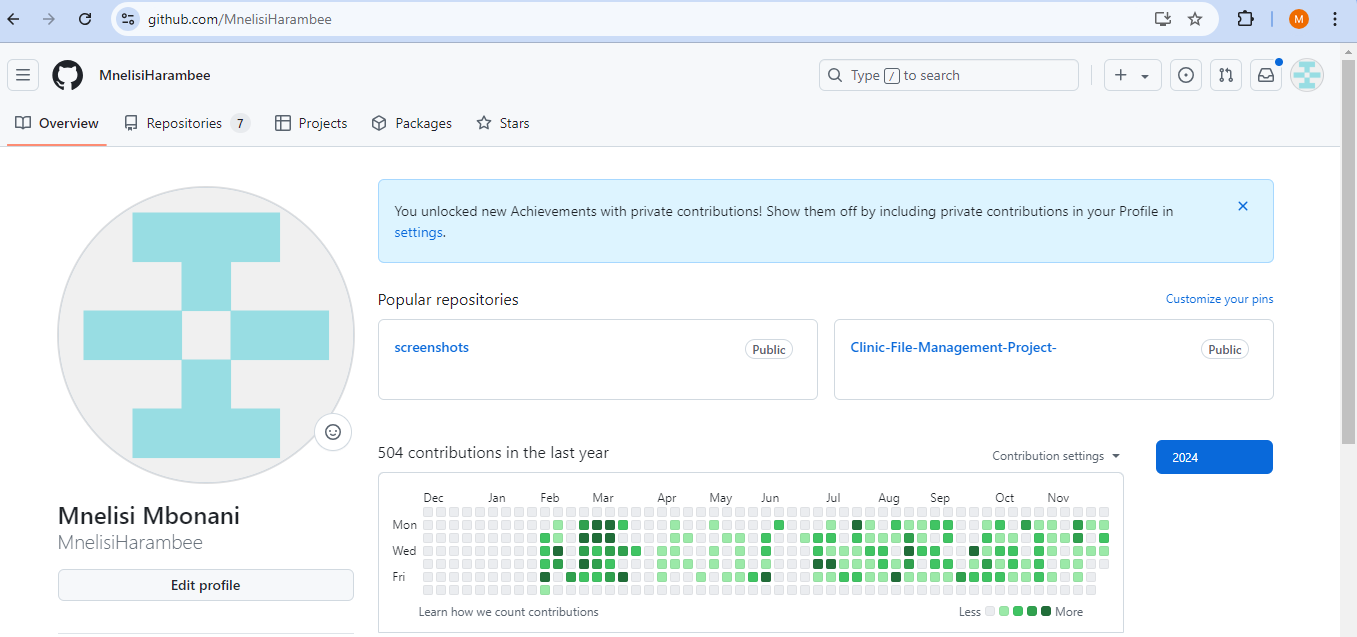 github.com/MnelisiHarambee
M
MnelisiHarambee
Type / to search
Overview
Repositories 7
Projects
Packages
Stars
You unlocked new Achievements with private contributions! Show them off by including private contributions in your Profile in
settings.
Popular repositories
Customize your pins
screenshots
Public
Clinic-File-Management-Project-
Public
504 contributions in the last year
Contribution settings
2024
Dec Jan Feb Mar Apr May Jun Jul Aug Sep Oct Nov
Mon
Wed
Fri
Learn how we count contributions
Less
More
Mnelisi Mbonani
MnelisiHarambee
Edit profile